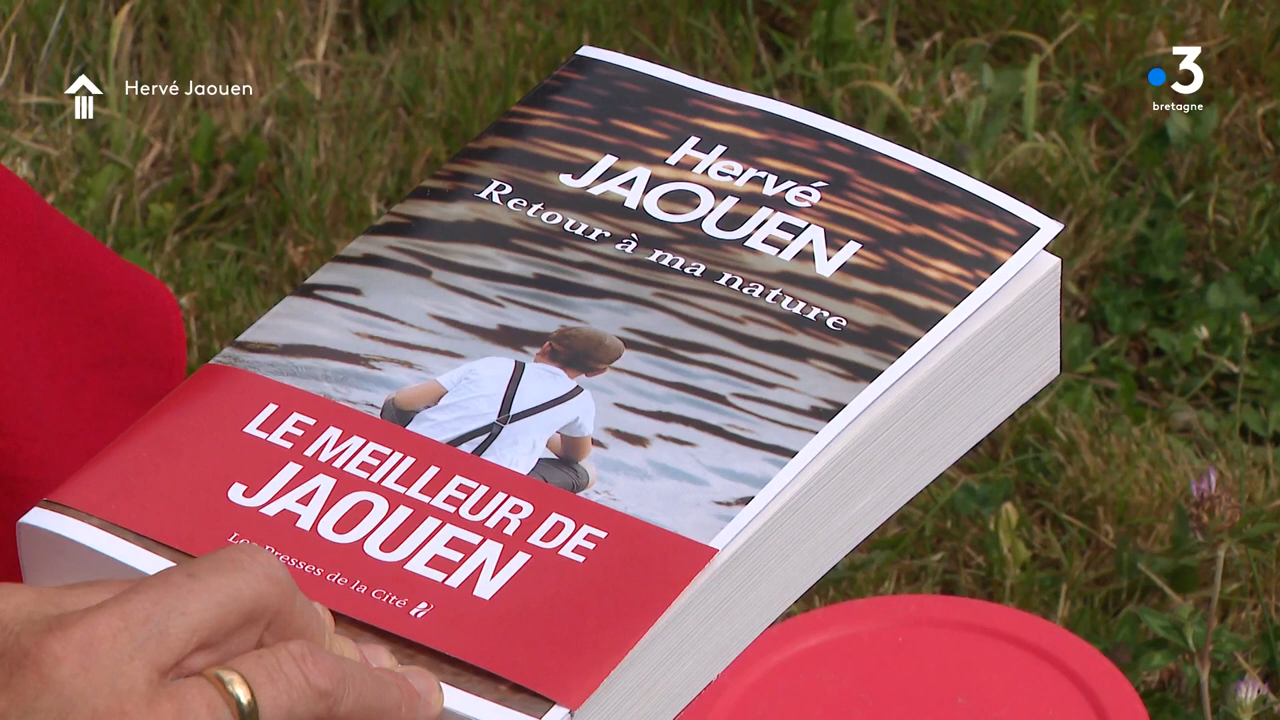 Hervé Jaouen
3
bretagne
Hervé
JAOUEN
Retour à ma nature
LE MEILLEUR DE
JAOUEN
Les Presses de la Cité